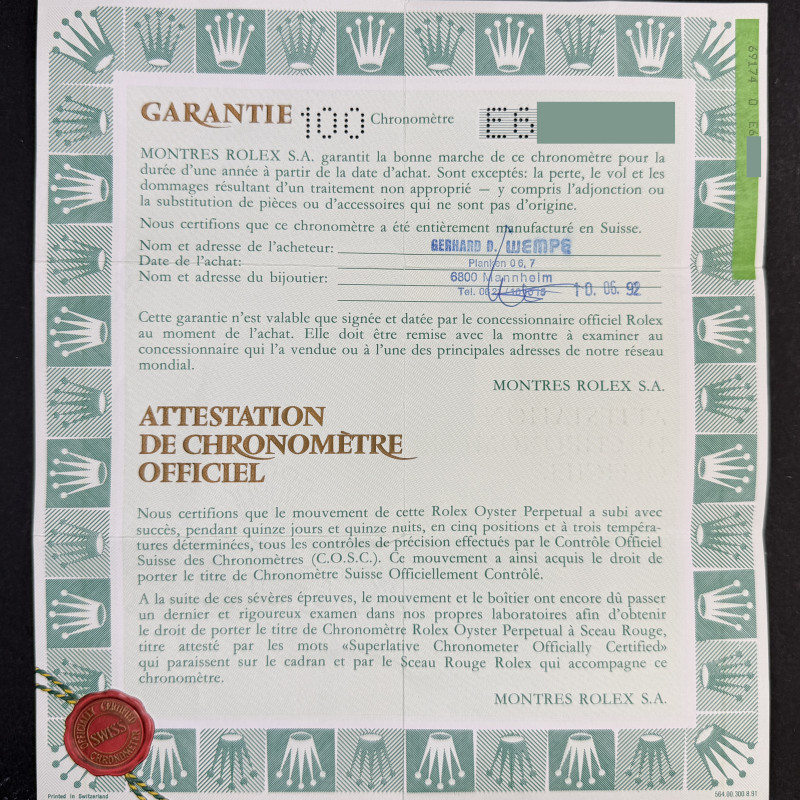 69174 0 E6
GARANTIE 100 Chronomètre E6
MONTRES ROLEX S.A. garantit la bonne marche de ce chronomètre pour la
durée d'une année à partir de la date d'achat. Sont exceptés: la perte, le vol et les
dommages résultant d'un traitement non approprié — y compris l'adjonction ou
la substitution de pièces ou d'accessoires qui ne sont pas d'origine.
Nous certifions que ce chronomètre a été entièrement manufacturé en Suisse.
Nom et adresse de l'acheteur: GERHARD D. WEMPE
Date de l'achat: Planken 06, 7
Nom et adresse du bijoutier: 6800 Mannheim
Tel. 10. 06. 92
Cette garantie n'est valable que signée et datée par le concessionnaire officiel Rolex
au moment de l'achat. Elle doit être remise avec la montre à examiner au
concessionnaire qui l'a vendue ou à l'une des principales adresses de notre réseau
mondial.
MONTRES ROLEX S.A.
ATTESTATION
DE CHRONOMÈTRE
OFFICIEL
Nous certifions que le mouvement de cette Rolex Oyster Perpetual a subi avec
succès, pendant quinze jours et quinze nuits, en cinq positions et à trois tempéra-
tures déterminées, tous les contrôles de précision effectués par le Contrôle Officiel
Suisse des Chronomètres (C.O.S.C.). Ce mouvement a ainsi acquis le droit de
porter le titre de Chronomètre Suisse Officiellement Contrôlé.
A la suite de ces sévères épreuves, le mouvement et le boîtier ont encore dû passer
un dernier et rigoureux examen dans nos propres laboratoires afin d'obtenir
le droit de porter le titre de Chronomètre Rolex Oyster Perpetual à Sceau Rouge,
titre attesté par les mots «Superlative Chronometer Officially Certified»
qui paraissent sur le cadran et par le Sceau Rouge Rolex qui accompagne ce
chronomètre.
MONTRES ROLEX S.A.
OFFICIALLY CERTIFIED
SWISS
CHRONOMETER
Printed in Switzerland
564.00.300.6.91